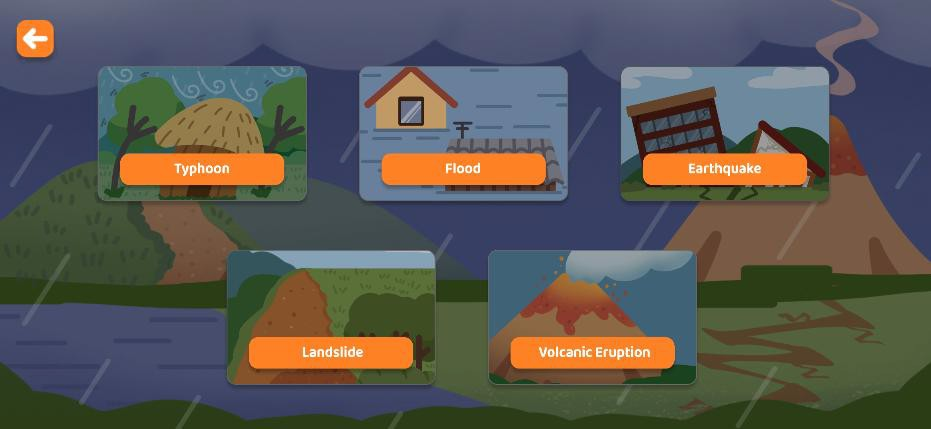 Typhoon
Flood
Earthquake
Landslide
Volcanic Eruption